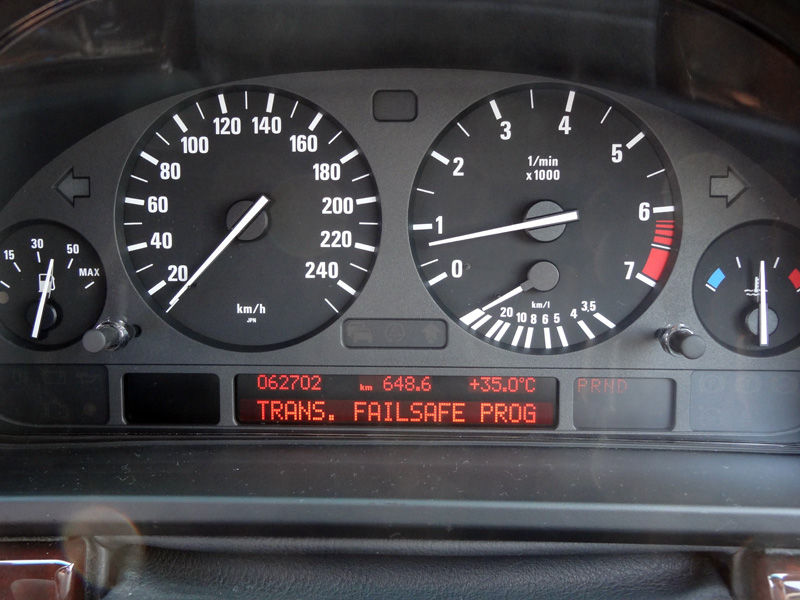 20
40
60
80
100
120
140
160
180
200
220
240
km/h
JPN
0
1
2
3
4
5
6
7
1/min
x 1000
km/l
20 10 8 6 5 4 3,5
15
30
50
MAX
062702 km 648.6 +35.0°C
TRANS. FAILSAFE PROG
PRND